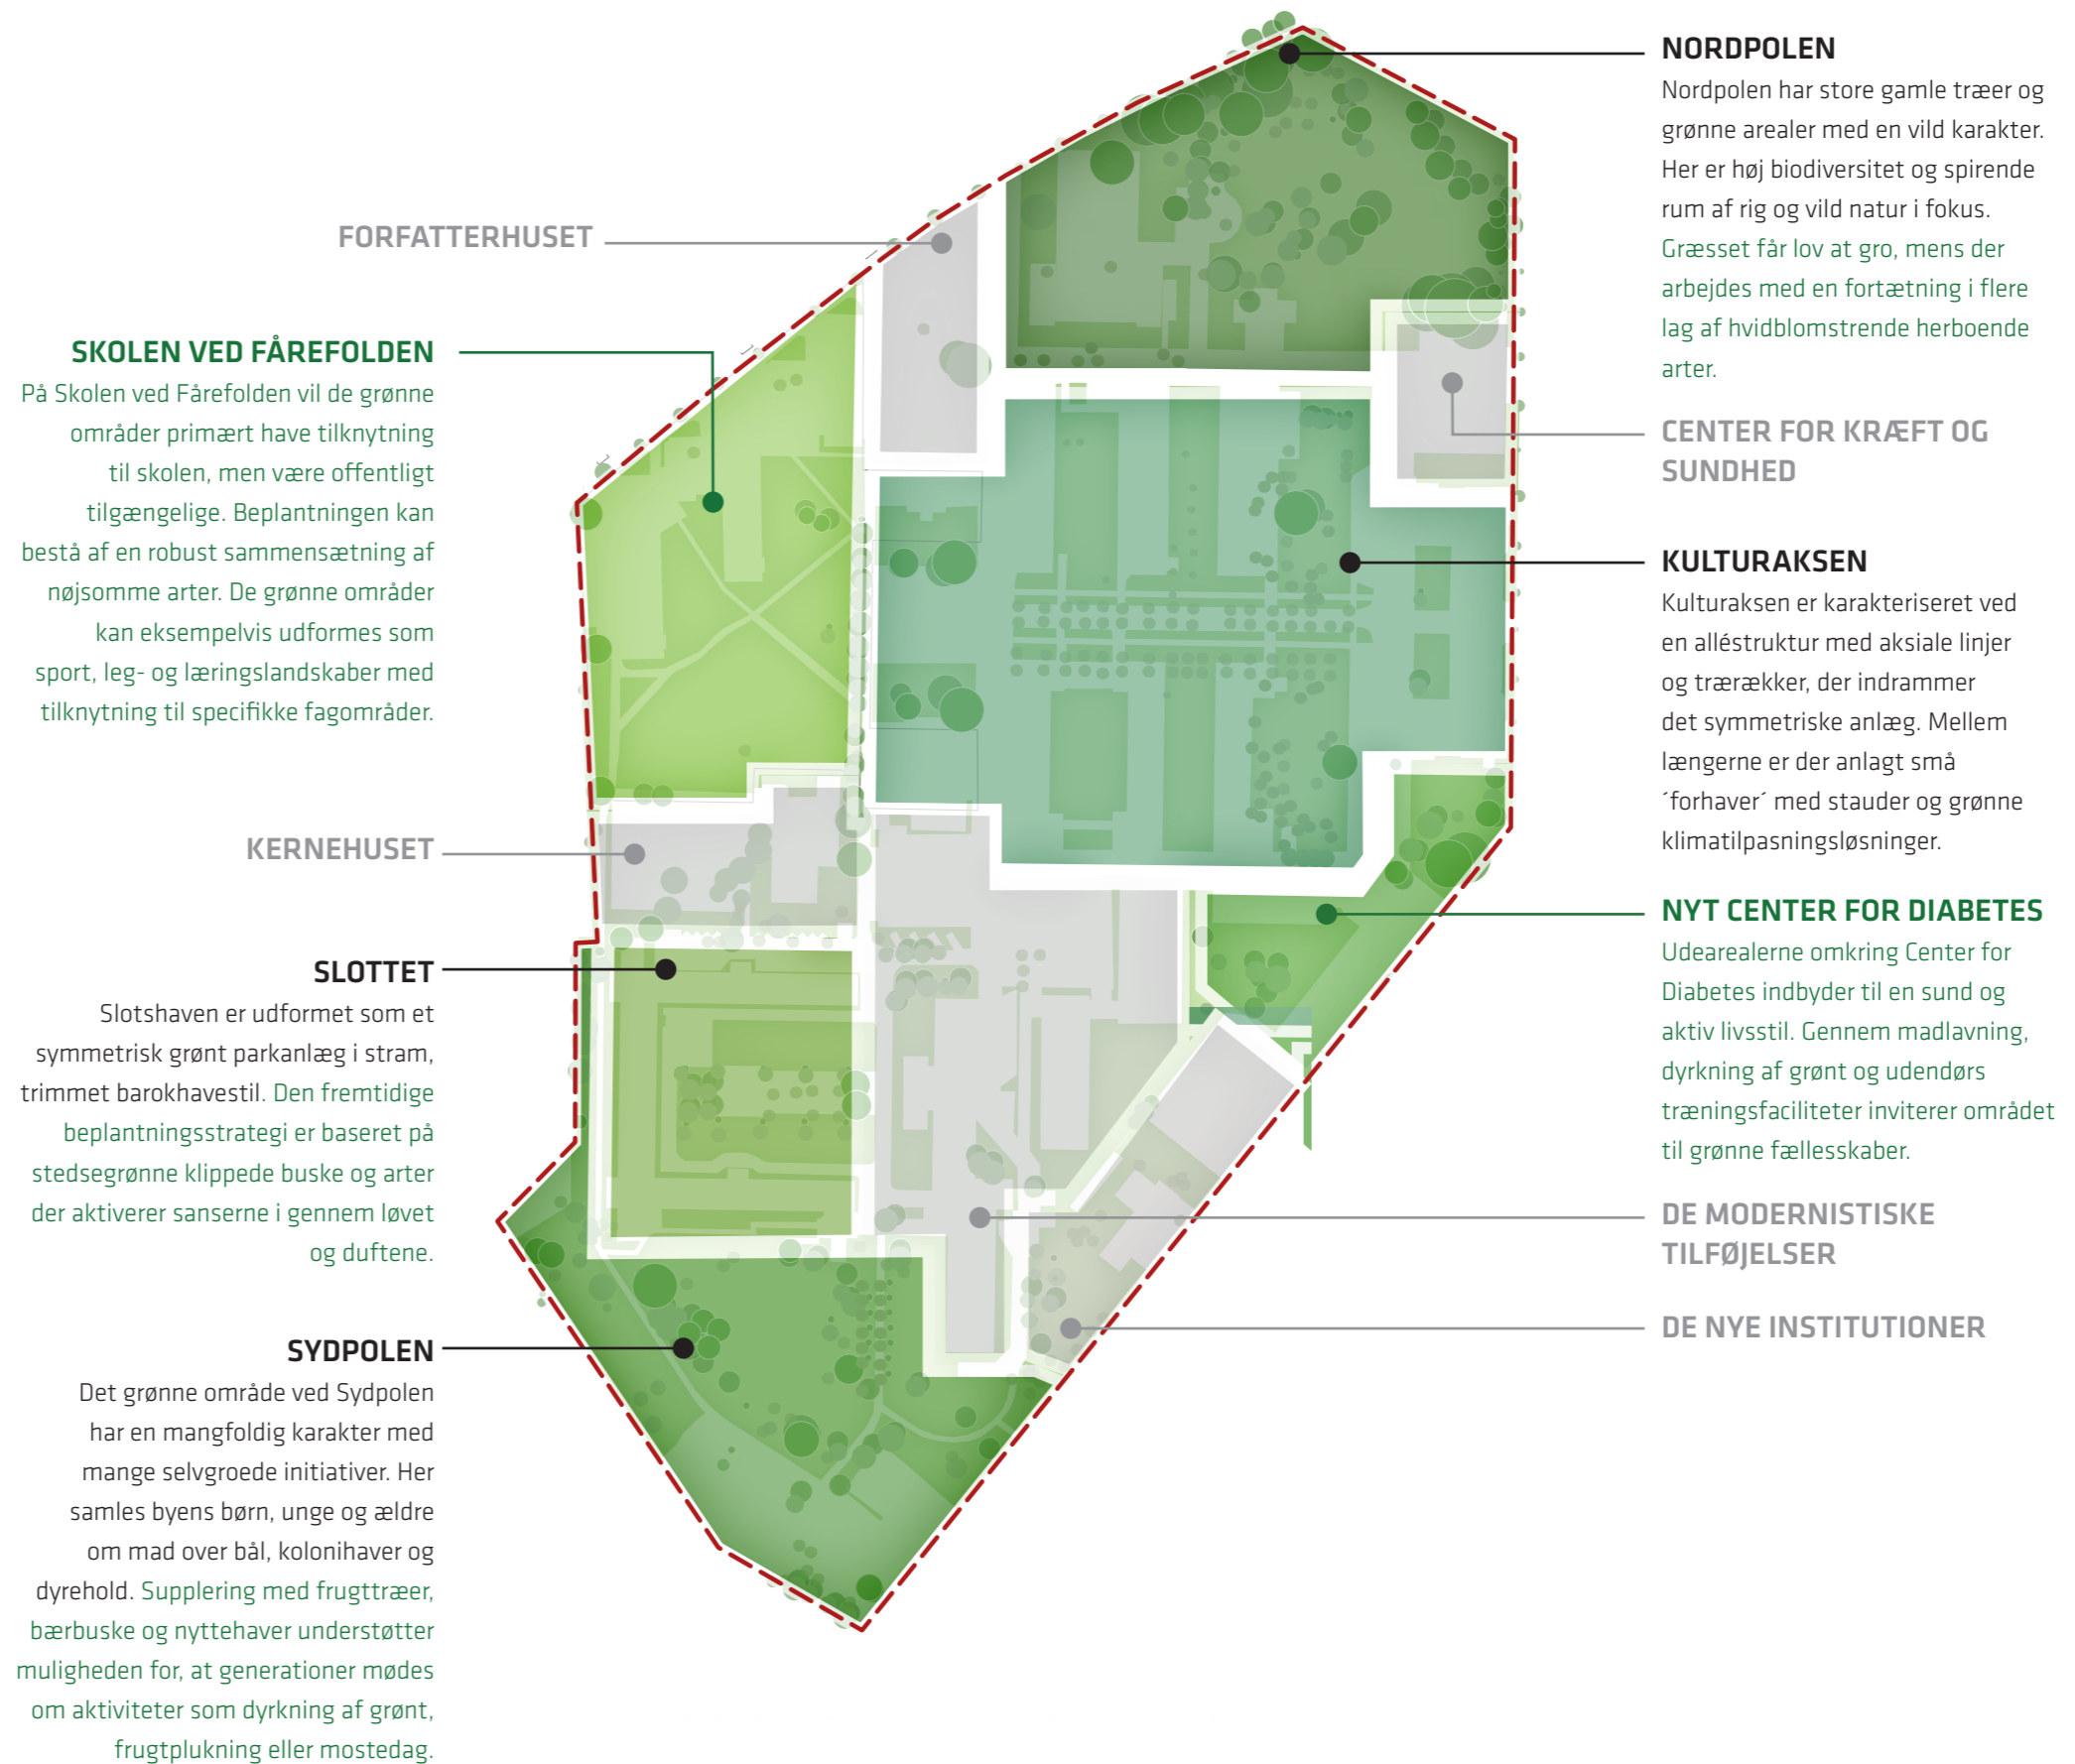 FORFATTERHUSET
SKOLEN VED FÅREFOLDEN
På Skolen ved Fårefolden vil de grønne
områder primært have tilknytning
til skolen, men være offentligt
tilgængelige. Beplantningen kan
bestå af en robust sammensætning af
nøjsomme arter. De grønne områder
kan eksempelvis udformes som
sport, leg- og læringslandskaber med
tilknytning til specifikke fagområder.
KERNEHUSET
SLOTTET
Slotshaven er udformet som et
symmetrisk grønt parkanlæg i stram,
trimmet barokhavestil. Den fremtidige
beplantningsstrategi er baseret på
stedsegrønne klippede buske og arter
der aktiverer sanserne i gennem løvet
og duftene.
SYDPOLEN
Det grønne område ved Sydpolen
har en mangfoldig karakter med
mange selvgroede initiativer. Her
samles byens børn, unge og ældre
om mad over bål, kolonihaver og
dyrehold. Supplering med frugttræer,
bærbuske og nyttehaver understøtter
muligheden for, at generationer mødes
om aktiviteter som dyrkning af grønt,
frugtplukning eller mostedag.
NORDPOLEN
Nordpolen har store gamle træer og
grønne arealer med en vild karakter.
Her er høj biodiversitet og spirende
rum af rig og vild natur i fokus.
Græsset får lov at gro, mens der
arbejdes med en fortætning i flere
lag af hvidblomstrende herboende
arter.
CENTER FOR KRÆFT OG
SUNDHED
KULTURAKSEN
Kulturaksen er karakteriseret ved
en alléstruktur med aksiale linjer
og trærækker, der indrammer
det symmetriske anlæg. Mellem
længerne er der anlagt små
´forhaver´ med stauder og grønne
klimatilpasningsløsninger.
NYT CENTER FOR DIABETES
Udearealerne omkring Center for
Diabetes indbyder til en sund og
aktiv livsstil. Gennem madlavning,
dyrkning af grønt og udendørs
træningsfaciliteter inviterer området
til grønne fællesskaber.
DE MODERNISTISKE
TILFØJELSER
DE NYE INSTITUTIONER